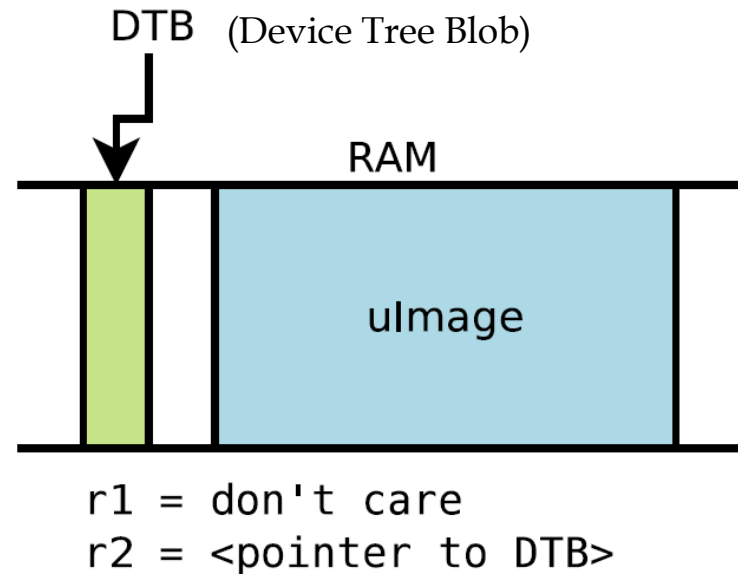 DTB (Device Tree Blob)
RAM
uImage
r1 = don't care
r2 = <pointer to DTB>